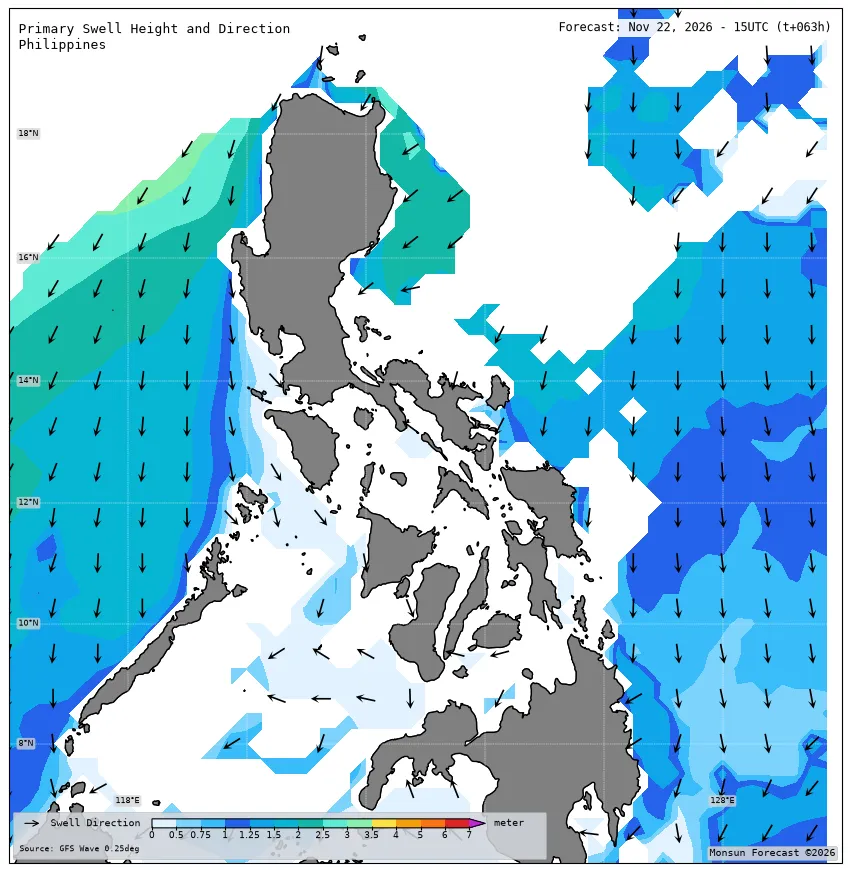 Primary Swell Height and Direction
Forecast: Nov 22, 2026 - 15UTC (t+063h)
Philippines
18°N
16°N
14°N
12°N
10°N
8°N
118°E
128°E
Swell Direction
meter
0 0.5 0.75 1 1.25 1.5 2 2.5 3 3.5 4 5 6 7
Source: GFS Wave 0.25deg
Monsun Forecast ©2026